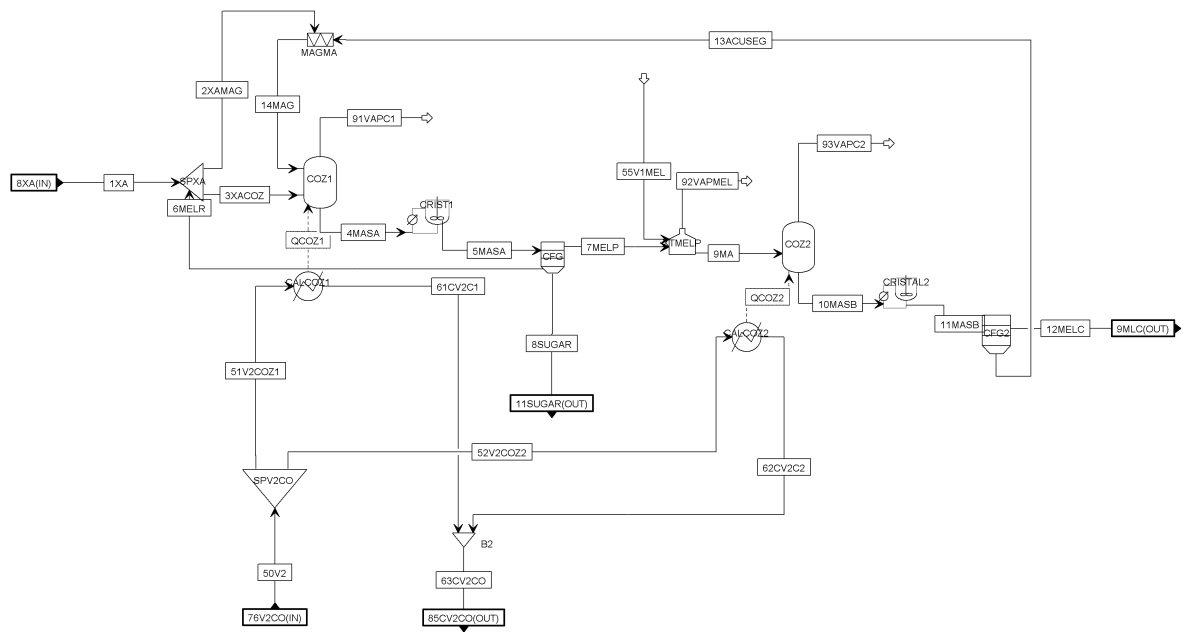 13ACUSEG
MAGMA
2XAMAG
14MAG
91VAPC1
93VAPC2
8XA(IN)
1XA
SPXA
3XACOZ
COZ1
55V1MEL
92VAPMEL
6MELR
CRIST1
QCOZ1
4MASA
5MASA
CFG
7MELP
TMELP
9MA
COZ2
CALCOZ1
61CV2C1
QCOZ2
10MASB
CRISTAL2
11MASB
CFG2
12MELC
9MLC(OUT)
CALCOZ2
8SUGAR
51V2COZ1
11SUGAR(OUT)
52V2COZ2
62CV2C2
SPV2CO
B2
50V2
63CV2CO
76V2CO(IN)
85CV2CO(OUT)